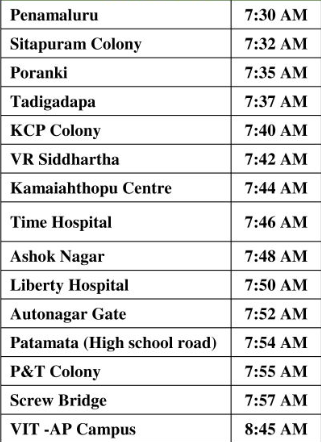 Penamaluru 7:30 AM
Sitapuram Colony 7:32 AM
Poranki 7:35 AM
Tadigadapa 7:37 AM
KCP Colony 7:40 AM
VR Siddhartha 7:42 AM
Kamaiahthopu Centre 7:44 AM
Time Hospital 7:46 AM
Ashok Nagar 7:48 AM
Liberty Hospital 7:50 AM
Autonagar Gate 7:52 AM
Patamata (High school road) 7:54 AM
P&T Colony 7:55 AM
Screw Bridge 7:57 AM
VIT -AP Campus 8:45 AM